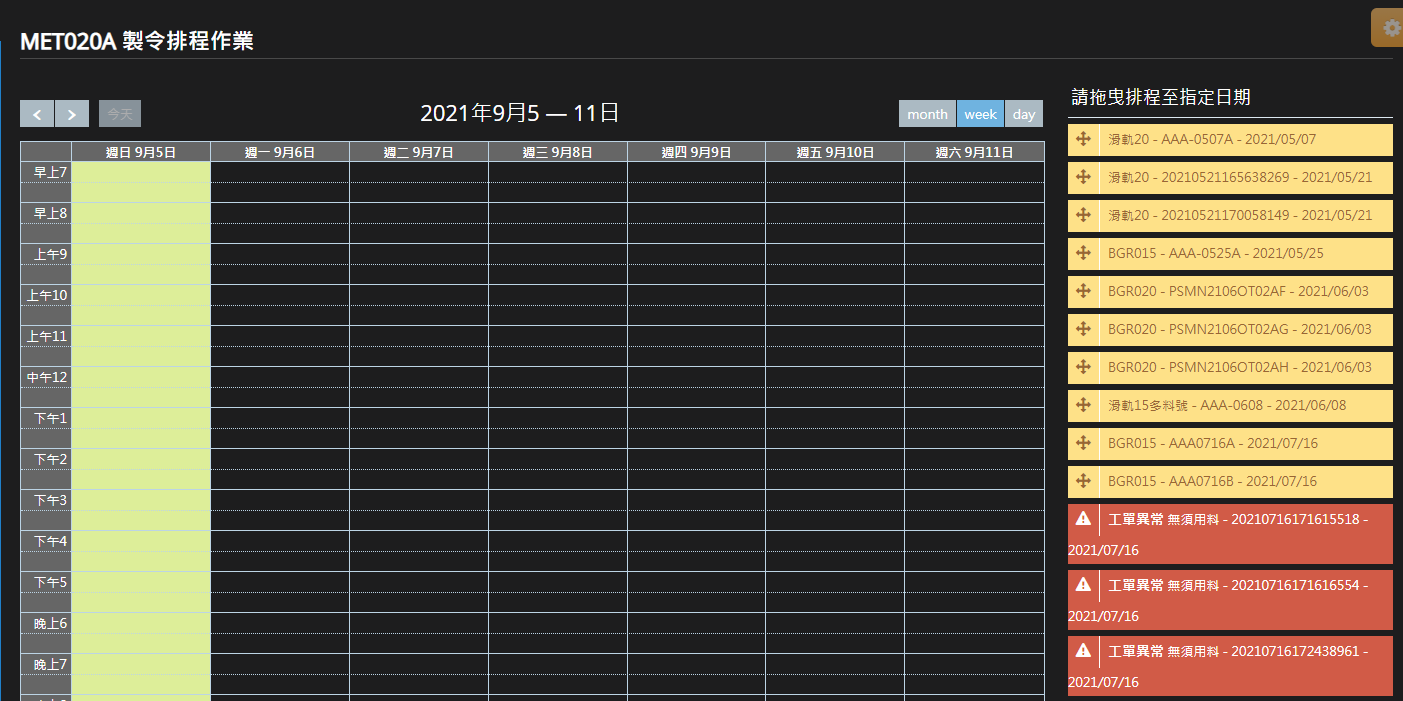 MET020A 製令排程作業
今天
2021年9月5 — 11日
month week day
週日 9月5日 週一 9月6日 週二 9月7日 週三 9月8日 週四 9月9日 週五 9月10日 週六 9月11日
早上7
早上8
上午9
上午10
上午11
中午12
下午1
下午2
下午3
下午4
下午5
晚上6
晚上7
請拖曳排程至指定日期
滑軌20 - AAA-0507A - 2021/05/07
滑軌20 - 20210521165638269 - 2021/05/21
滑軌20 - 20210521170058149 - 2021/05/21
BGR015 - AAA-0525A - 2021/05/25
BGR020 - PSMN2106OT02AF - 2021/06/03
BGR020 - PSMN2106OT02AG - 2021/06/03
BGR020 - PSMN2106OT02AH - 2021/06/03
滑軌15多料號 - AAA-0608 - 2021/06/08
BGR015 - AAA0716A - 2021/07/16
BGR015 - AAA0716B - 2021/07/16
工單異常 無須用料 - 20210716171615518 -
2021/07/16
工單異常 無須用料 - 20210716171616554 -
2021/07/16
工單異常 無須用料 - 20210716172438961 -
2021/07/16